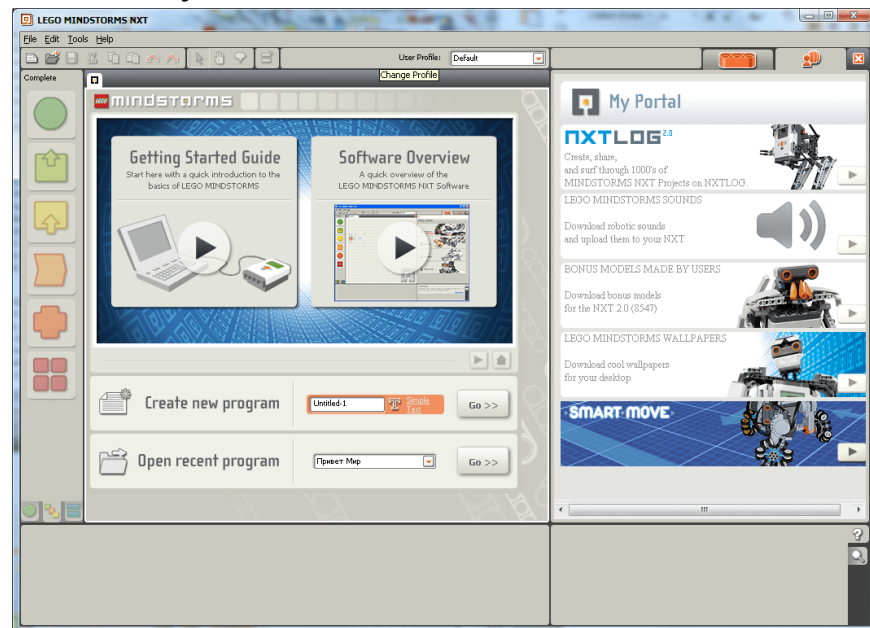 LEGO MINDSTORMS NXT
File Edit Tools Help
User Profile: Default
Change Profile
Complete
LEGO mindstorms
Getting Started Guide
Start here with a quick introduction to the
basics of LEGO MINDSTORMS
Software Overview
A quick overview of the
LEGO MINDSTORMS NXT Software
Create new program
Untitled-1
Simple
Text
Go >>
Open recent program
Привет Мир
Go >>
My Portal
NXTLOG 2.0
Create, share,
and surf through 1000's of
MINDSTORMS NXT Projects on NXTLOG.
LEGO MINDSTORMS SOUNDS
Download robotic sounds
and upload them to your NXT
BONUS MODELS MADE BY USERS
Download bonus models
for the NXT 2.0 (8547)
LEGO MINDSTORMS WALLPAPERS
Download cool wallpapers
for your desktop
SMART MOVE